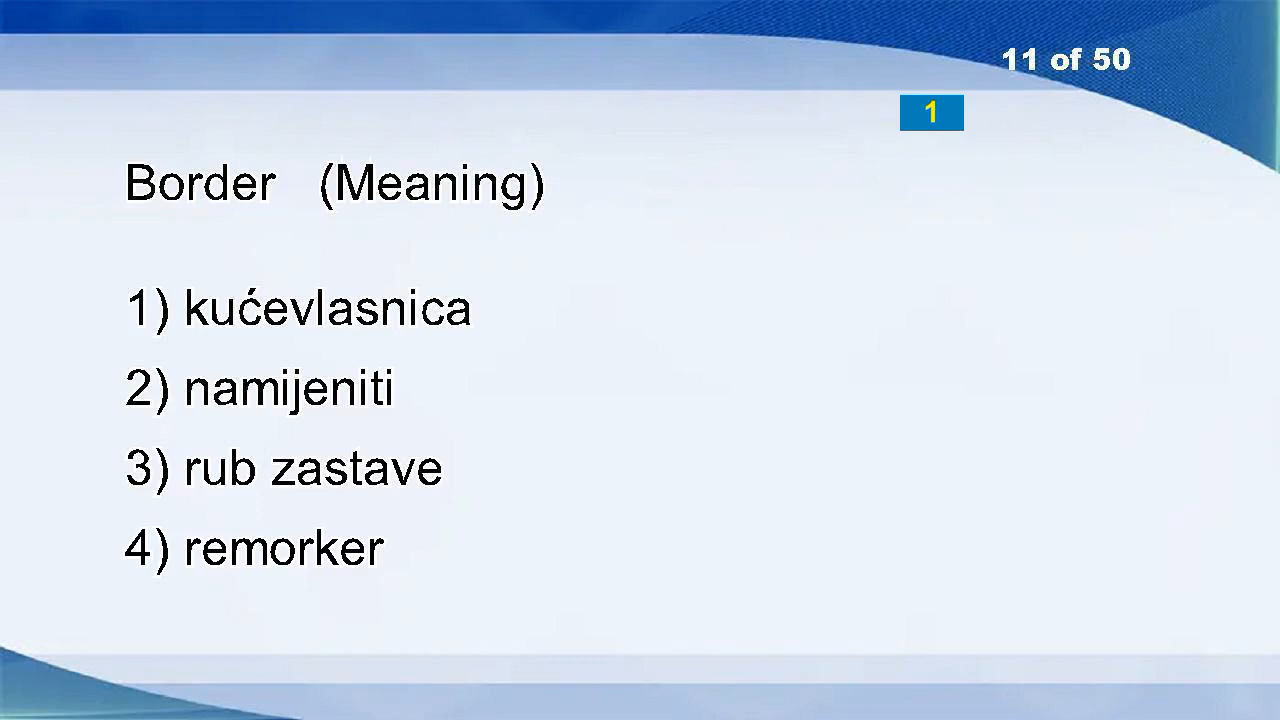 11 of 50
1
Border (Meaning)
1) kućevlasnica
2) namijeniti
3) rub zastave
4) remorker